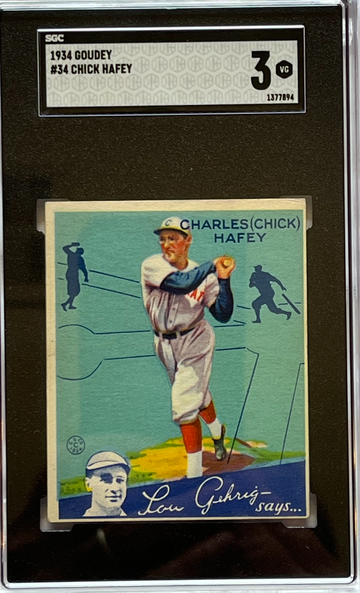 SGC
1934 GOUDEY
#34 CHICK HAFEY
3 VG
1377894
CHARLES (CHICK)
HAFEY
C
Lou Gehrig—
says...